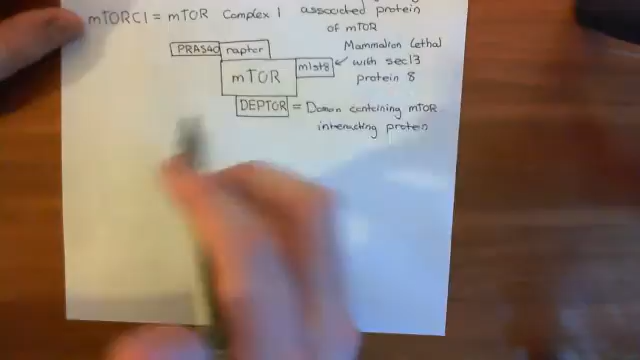 mTORC1 = mTOR Complex 1 associated protein
of mTOR
PRAS40 raptor
Mammalian lethal
mTOR mlst8 with sec13
protein 8
DEPTOR = Domain containing mTOR
interacting protein